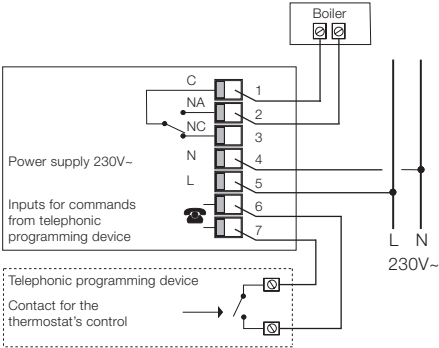 Boiler
C
1
NA
2
NC
3
Power supply 230V~
N
4
L
5
Inputs for commands
from telephonic
programming device
6
7
L N
230V~
Telephonic programming device
Contact for the
thermostat's control